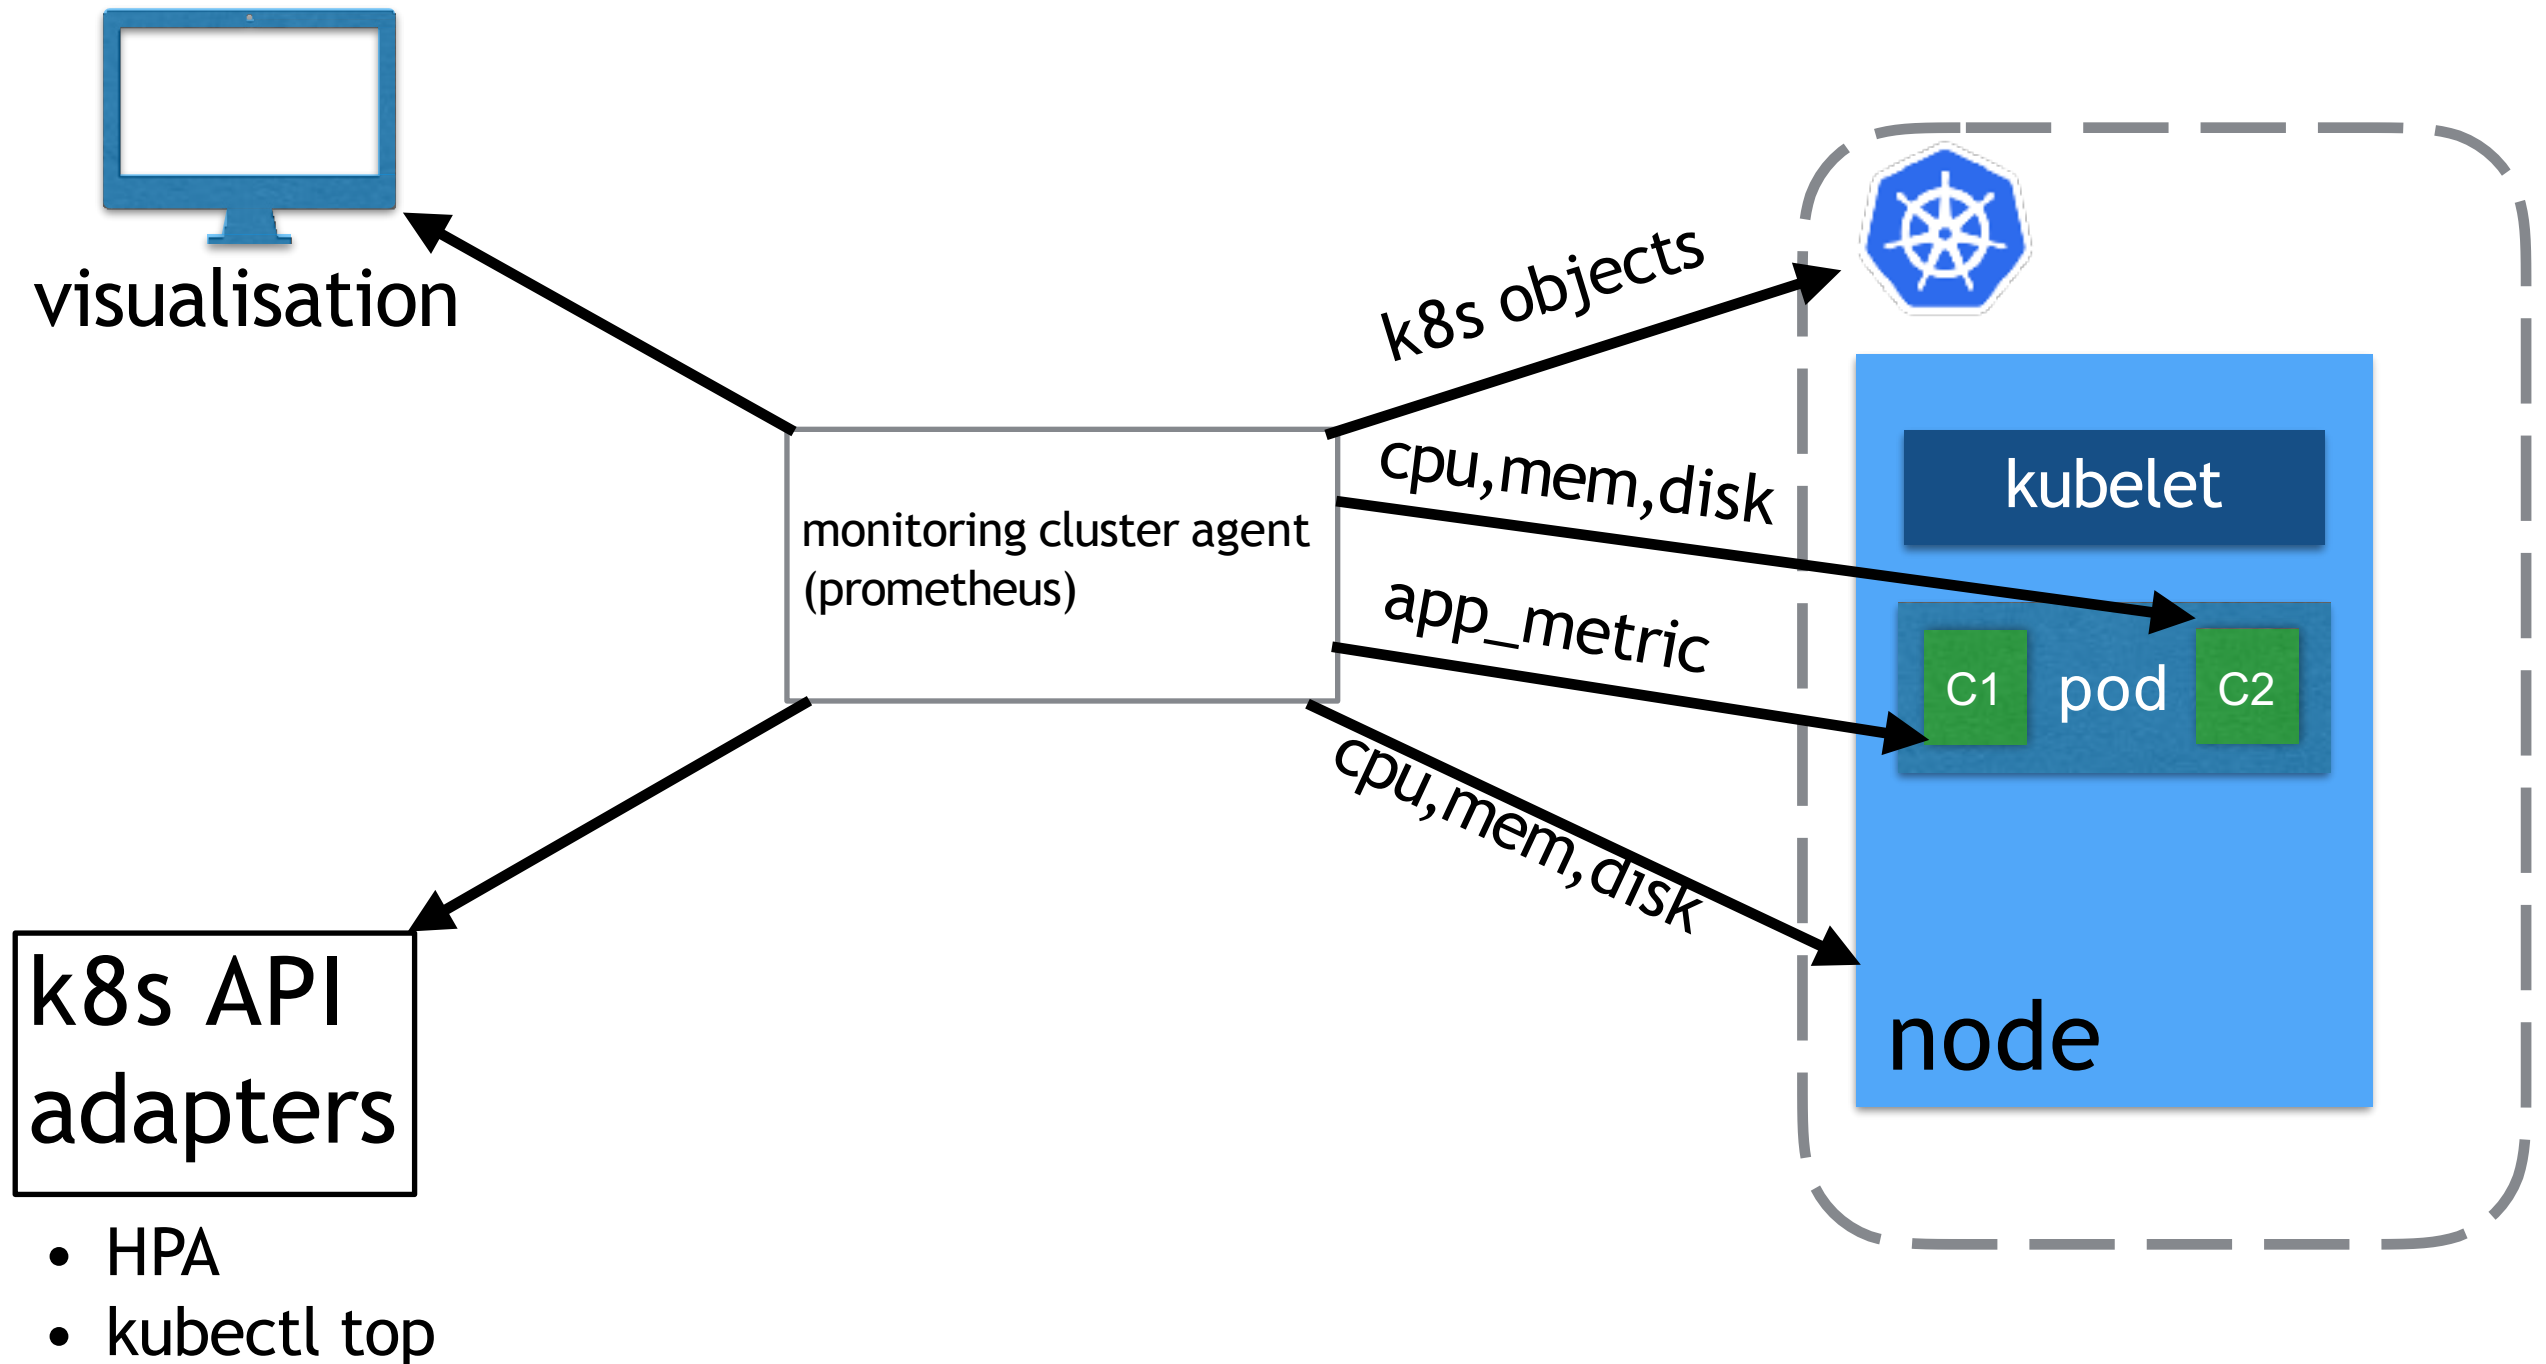 visualisation
k8s objects
cpu,mem,disk
kubelet
monitoring cluster agent
(prometheus)
app_metric
C1 pod C2
cpu,mem,disk
k8s API
adapters
node
• HPA
• kubectl top